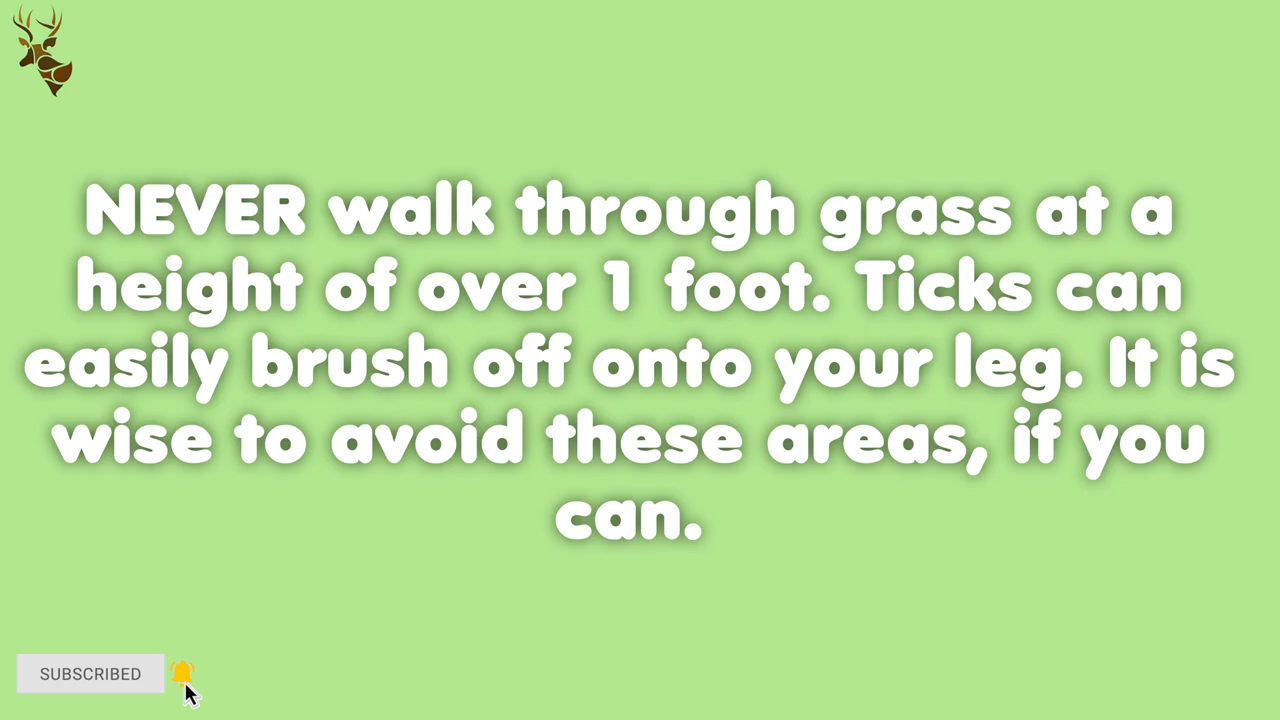 NEVER walk through grass at a
height of over 1 foot. Ticks can
easily brush off onto your leg. It is
wise to avoid these areas, if you
can.
SUBSCRIBED